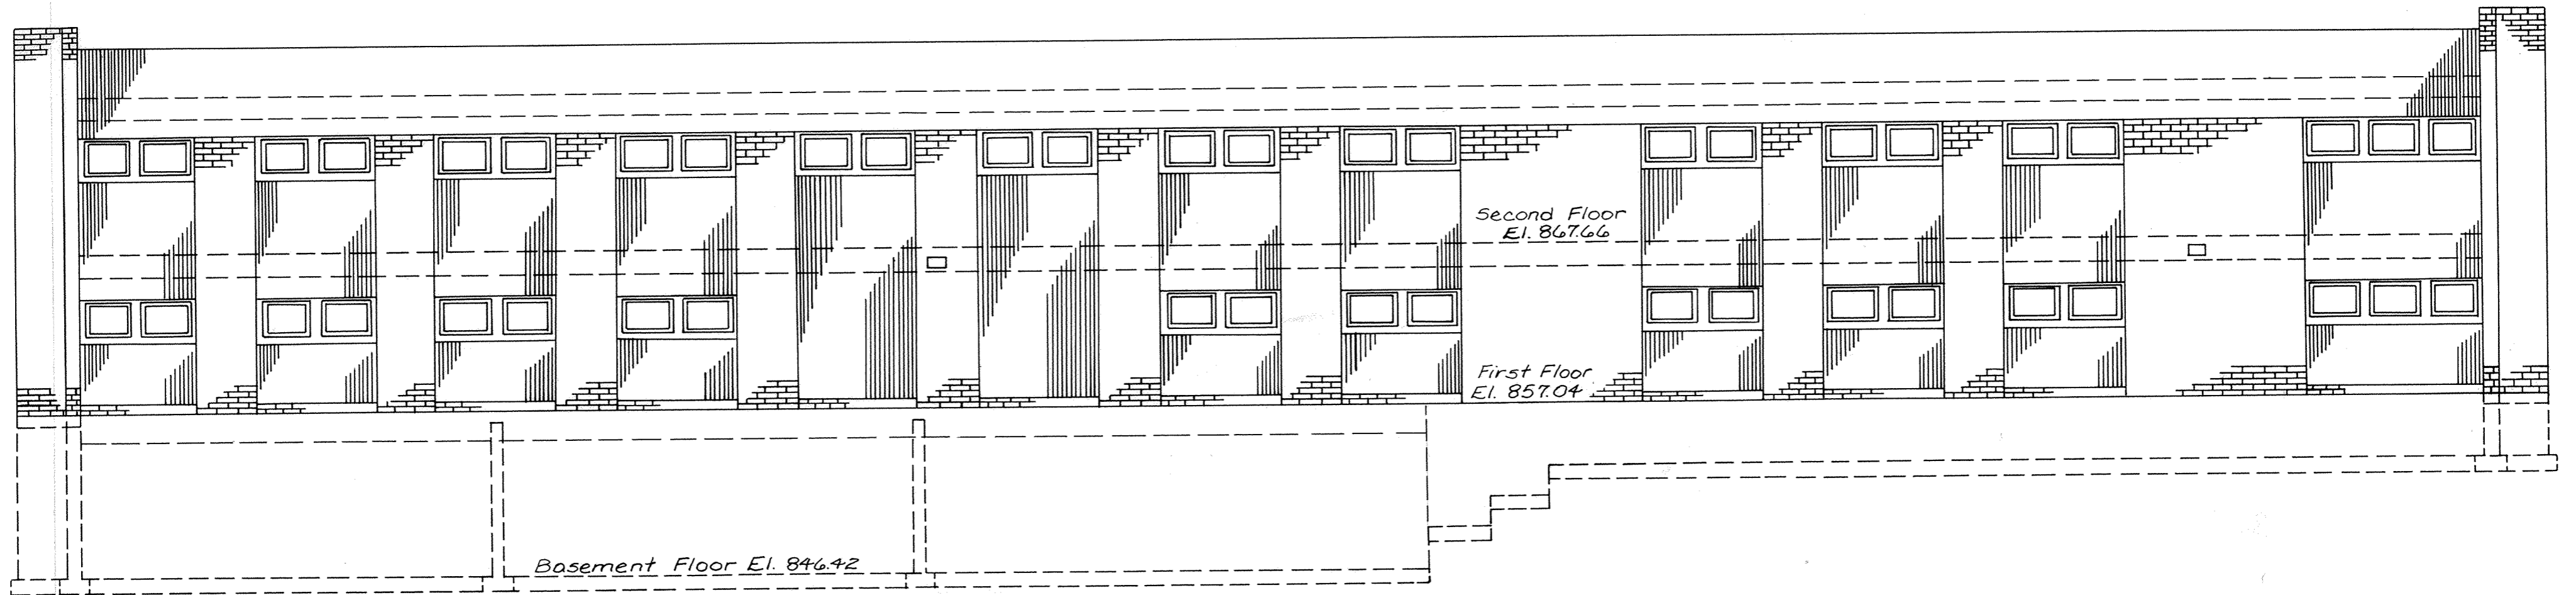 Second Floor
El. 867.66
First Floor
El. 857.04
Basement Floor El. 846.42